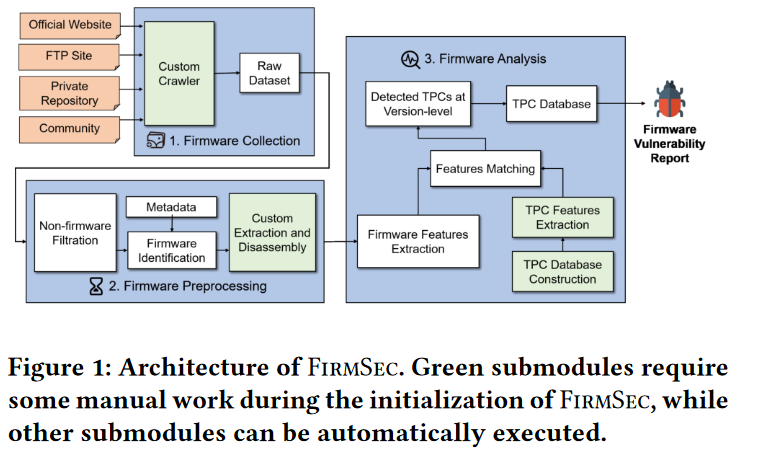 Official Website
FTP Site
Private
Repository
Community
Custom
Crawler
Raw
Dataset
1. Firmware Collection
Non-firmware
Filtration
Metadata
Firmware
Identification
Custom
Extraction and
Disassembly
2. Firmware Preprocessing
3. Firmware Analysis
Detected TPCs at
Version-level
TPC Database
Features Matching
Firmware Features
Extraction
TPC Features
Extraction
TPC Database
Construction
Firmware
Vulnerability
Report
Figure 1: Architecture of FIRMSEC. Green submodules require
some manual work during the initialization of FIRMSEC, while
other submodules can be automatically executed.